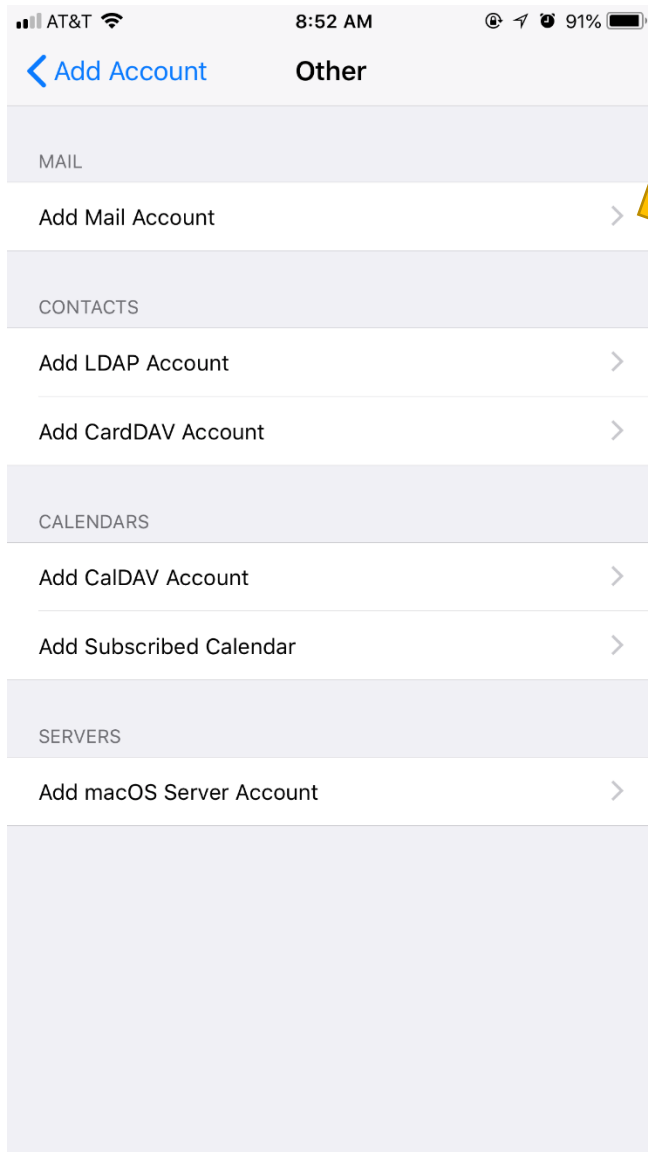 AT&T 8:52 AM 91%
Add Account Other
MAIL
Add Mail Account
CONTACTS
Add LDAP Account
Add CardDAV Account
CALENDARS
Add CalDAV Account
Add Subscribed Calendar
SERVERS
Add macOS Server Account